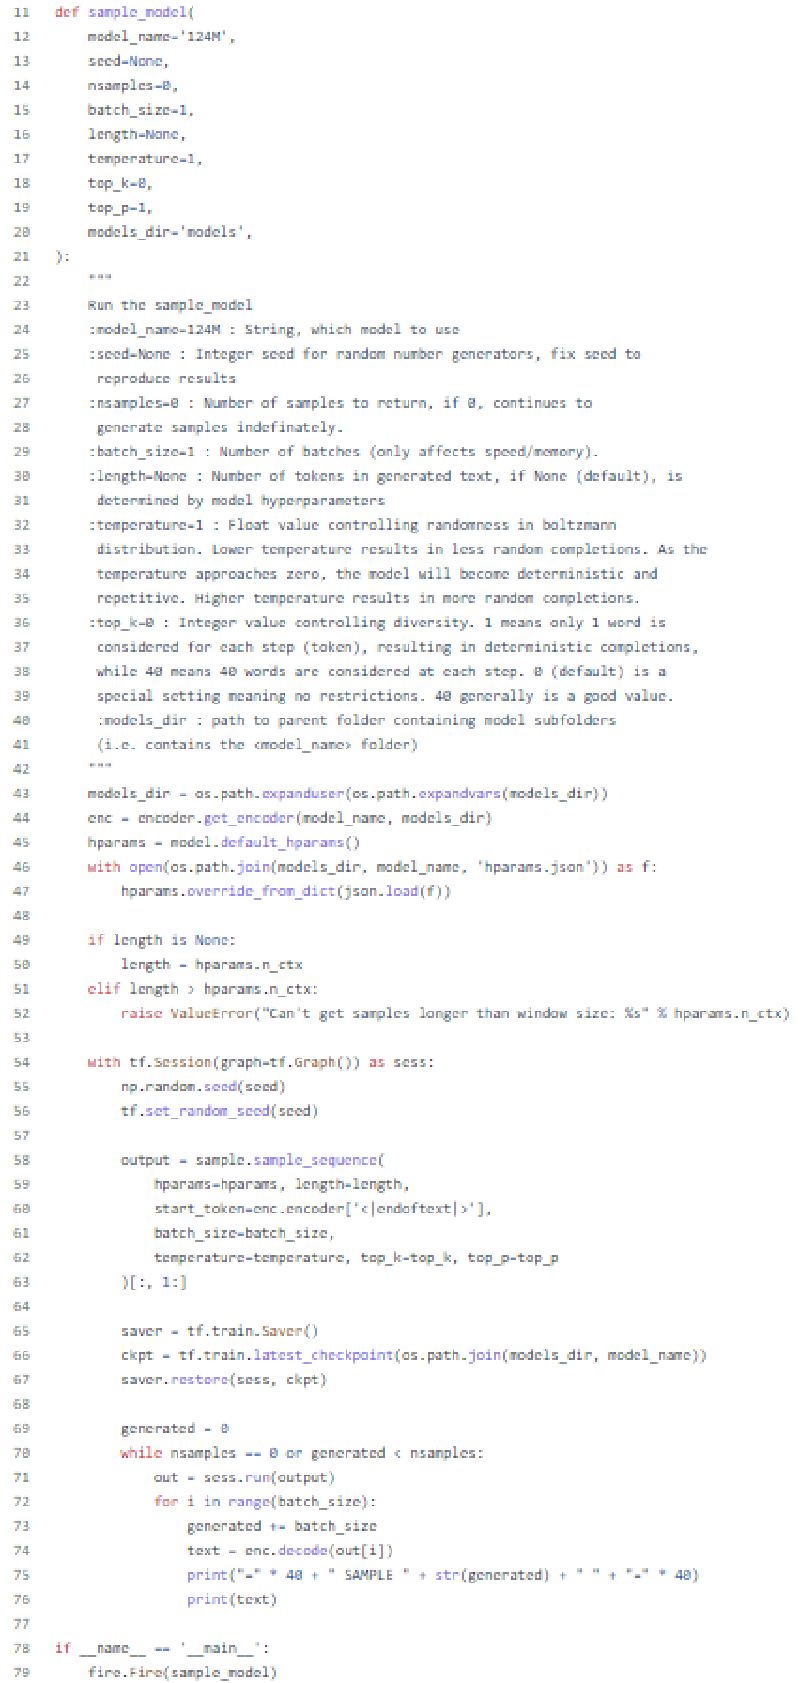 11 def sample_model(
12     model_name='124M',
13     seed=None,
14     nsamples=0,
15     batch_size=1,
16     length=None,
17     temperature=1,
18     top_k=0,
19     top_p=1,
20     models_dir='models',
21 ):
22     """
23     Run the sample_model
24     :model_name=124M : String, which model to use
25     :seed=None : Integer seed for random number generators, fix seed to
26      reproduce results
27     :nsamples=0 : Number of samples to return, if 0, continues to
28      generate samples indefinately.
29     :batch_size=1 : Number of batches (only affects speed/memory).
30     :length=None : Number of tokens in generated text, if None (default), is
31      determined by model hyperparameters
32     :temperature=1 : Float value controlling randomness in boltzmann
33      distribution. Lower temperature results in less random completions. As the
34      temperature approaches zero, the model will become deterministic and
35      repetitive. Higher temperature results in more random completions.
36     :top_k=0 : Integer value controlling diversity. 1 means only 1 word is
37      considered for each step (token), resulting in deterministic completions,
38      while 40 means 40 words are considered at each step. 0 (default) is a
39      special setting meaning no restrictions. 40 generally is a good value.
40      :models_dir : path to parent folder containing model subfolders
41      (i.e. contains the <model_name> folder)
42     """
43     models_dir = os.path.expanduser(os.path.expandvars(models_dir))
44     enc = encoder.get_encoder(model_name, models_dir)
45     hparams = model.default_hparams()
46     with open(os.path.join(models_dir, model_name, 'hparams.json')) as f:
47         hparams.override_from_dict(json.load(f))
48
49     if length is None:
50         length = hparams.n_ctx
51     elif length > hparams.n_ctx:
52         raise ValueError("Can't get samples longer than window size: %s" % hparams.n_ctx)
53
54     with tf.Session(graph=tf.Graph()) as sess:
55         np.random.seed(seed)
56         tf.set_random_seed(seed)
57
58         output = sample.sample_sequence(
59             hparams=hparams, length=length,
60             start_token=enc.encoder['<|endoftext|>'],
61             batch_size=batch_size,
62             temperature=temperature, top_k=top_k, top_p=top_p
63         )[:, 1:]
64
65         saver = tf.train.Saver()
66         ckpt = tf.train.latest_checkpoint(os.path.join(models_dir, model_name))
67         saver.restore(sess, ckpt)
68
69         generated = 0
70         while nsamples == 0 or generated < nsamples:
71             out = sess.run(output)
72             for i in range(batch_size):
73                 generated += batch_size
74                 text = enc.decode(out[i])
75                 print("=" * 40 + " SAMPLE " + str(generated) + " " + "=" * 40)
76                 print(text)
77
78 if __name__ == '__main__':
79     fire.Fire(sample_model)